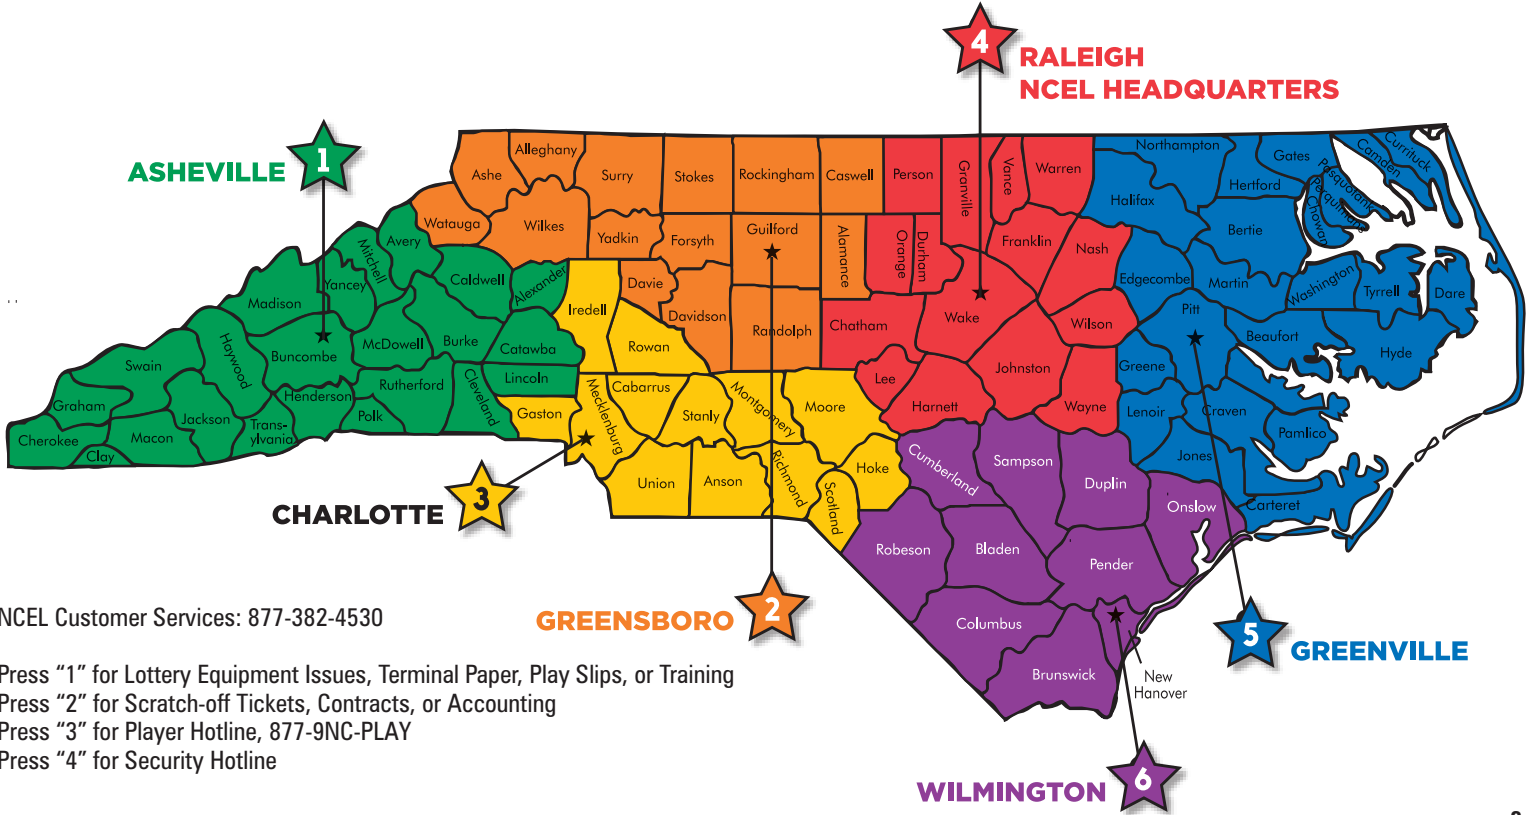 4
RALEIGH
NCEL HEADQUARTERS
1
ASHEVILLE
Alleghany
Ashe
Surry
Stokes
Rockingham
Caswell
Person
Granville
Vance
Warren
Northampton
Gates
Camden
Currituck
Pasquotank
Perquimans
Chowan
Hertford
Halifax
Bertie
Watauga
Wilkes
Yadkin
Forsyth
Guilford
Alamance
Orange
Durham
Franklin
Nash
Edgecombe
Martin
Washington
Tyrrell
Dare
Avery
Mitchell
Yancey
Caldwell
Alexander
Iredell
Davie
Davidson
Randolph
Chatham
Wake
Wilson
Pitt
Beaufort
Hyde
Madison
Haywood
Buncombe
McDowell
Burke
Catawba
Rowan
Lee
Johnston
Greene
Swain
Graham
Jackson
Henderson
Rutherford
Cleveland
Lincoln
Gaston
Mecklenburg
Cabarrus
Stanly
Montgomery
Moore
Harnett
Wayne
Lenoir
Craven
Pamlico
Cherokee
Clay
Macon
Trans-
ylvania
Polk
Union
Anson
Richmond
Scotland
Hoke
Cumberland
Sampson
Duplin
Jones
Onslow
Carteret
Robeson
Bladen
Pender
Columbus
Brunswick
New
Hanover
3
CHARLOTTE
2
GREENSBORO
5
GREENVILLE
6
WILMINGTON
NCEL Customer Services: 877-382-4530
Press “1” for Lottery Equipment Issues, Terminal Paper, Play Slips, or Training
Press “2” for Scratch-off Tickets, Contracts, or Accounting
Press “3” for Player Hotline, 877-9NC-PLAY
Press “4” for Security Hotline